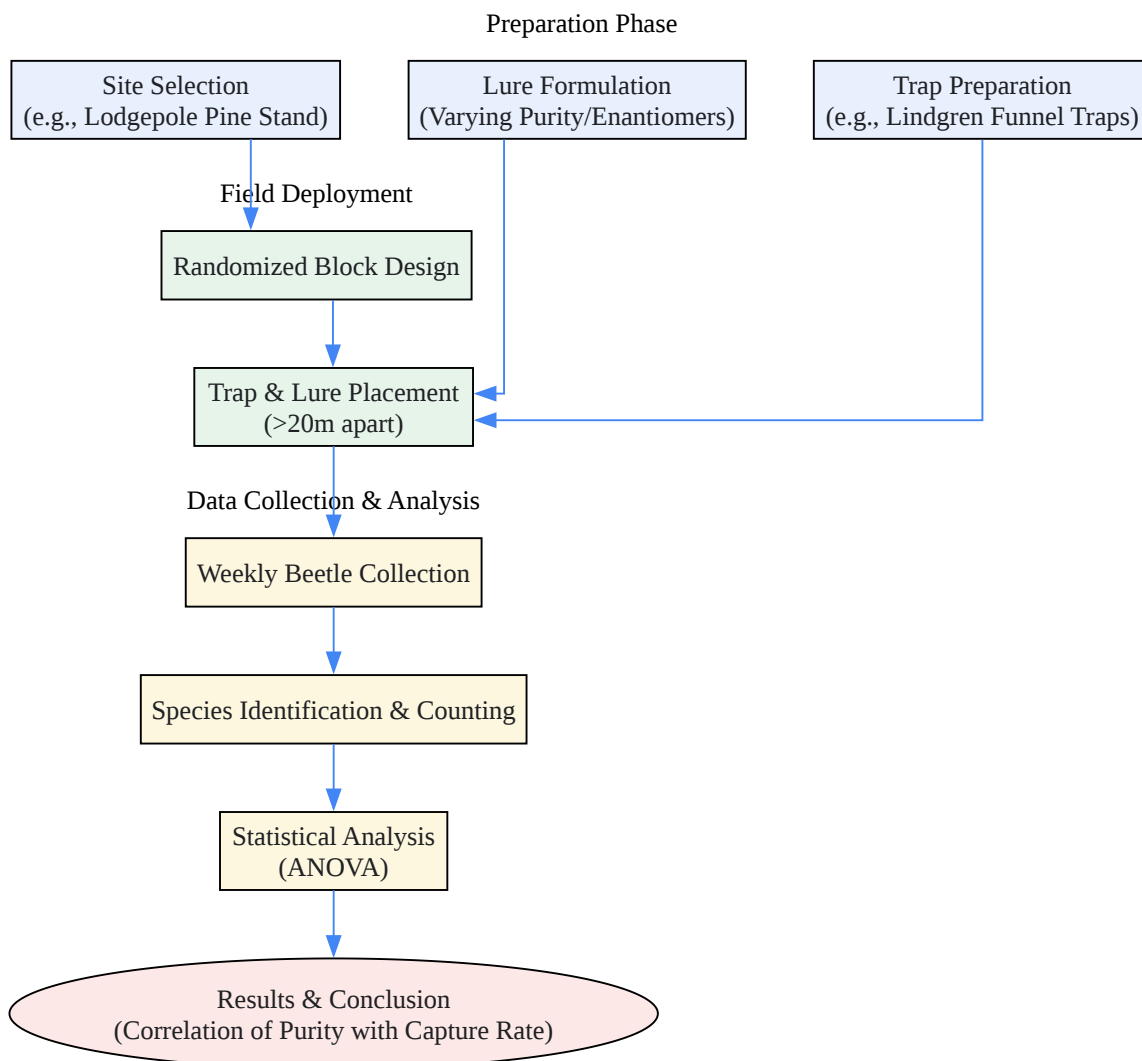 Preparation Phase
Site Selection
(e.g., Lodgepole Pine Stand)
Lure Formulation
(Varying Purity/Enantiomers)
Trap Preparation
(e.g., Lindgren Funnel Traps)
Field Deployment
Randomized Block Design
Trap & Lure Placement
(>20m apart)
Data Collection & Analysis
Weekly Beetle Collection
Species Identification & Counting
Statistical Analysis
(ANOVA)
Results & Conclusion
(Correlation of Purity with Capture Rate)